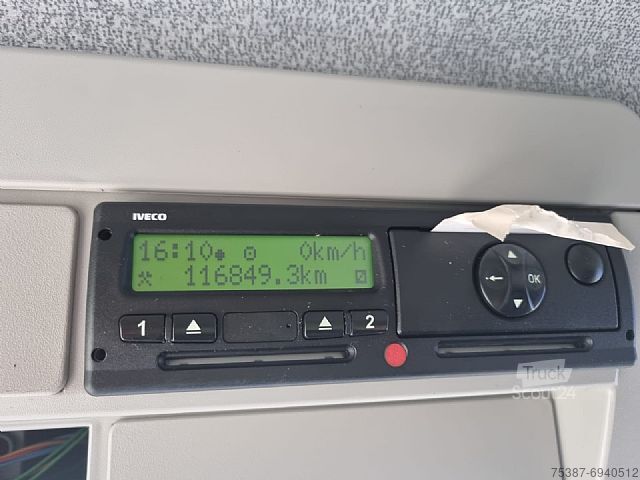 IVECO
16:10 0km/h
116849.3km
1 2
OK
Truck
Scout24
75387-6940512